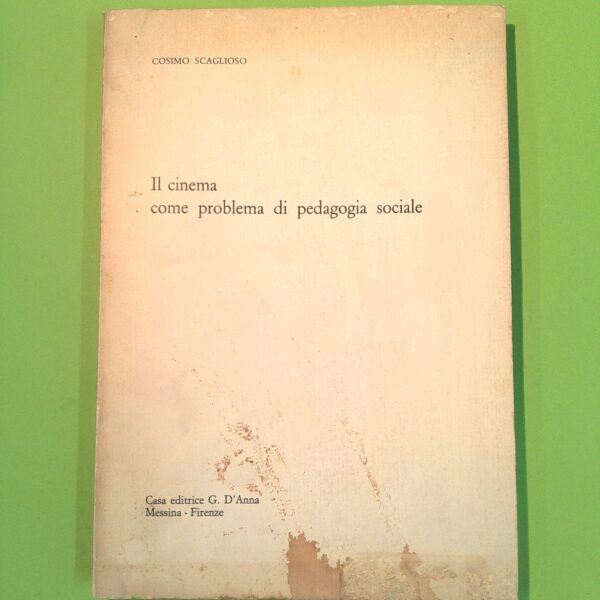 COSIMO SCAGLIOSO
Il cinema
come problema di pedagogia sociale
Casa editrice G. D'Anna
Messina - Firenze